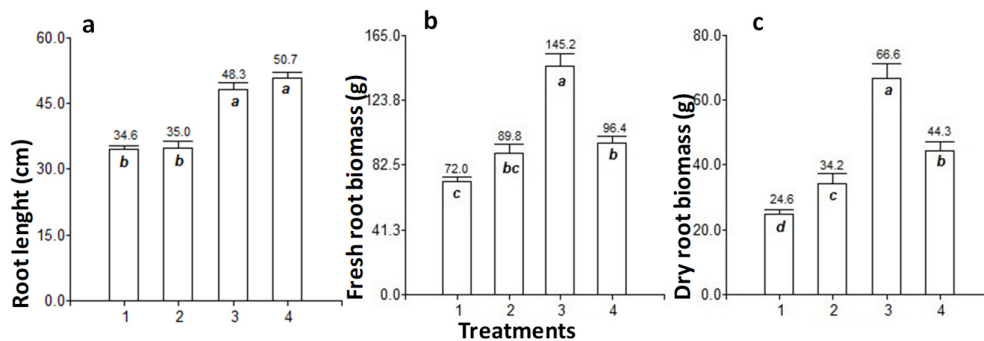 a
Root lenght (cm)
60.0
45.0
30.0
15.0
0.0
34.6
35.0
48.3
50.7
b
b
a
a
1
2
3
4
b
Fresh root biomass (g)
165.0
123.8
82.5
41.3
0.0
72.0
89.8
145.2
96.4
c
bc
a
b
1
2
3
4
c
Dry root biomass (g)
80.0
60.0
40.0
20.0
0.0
24.6
34.2
66.6
44.3
d
c
a
b
1
2
3
4
Treatments